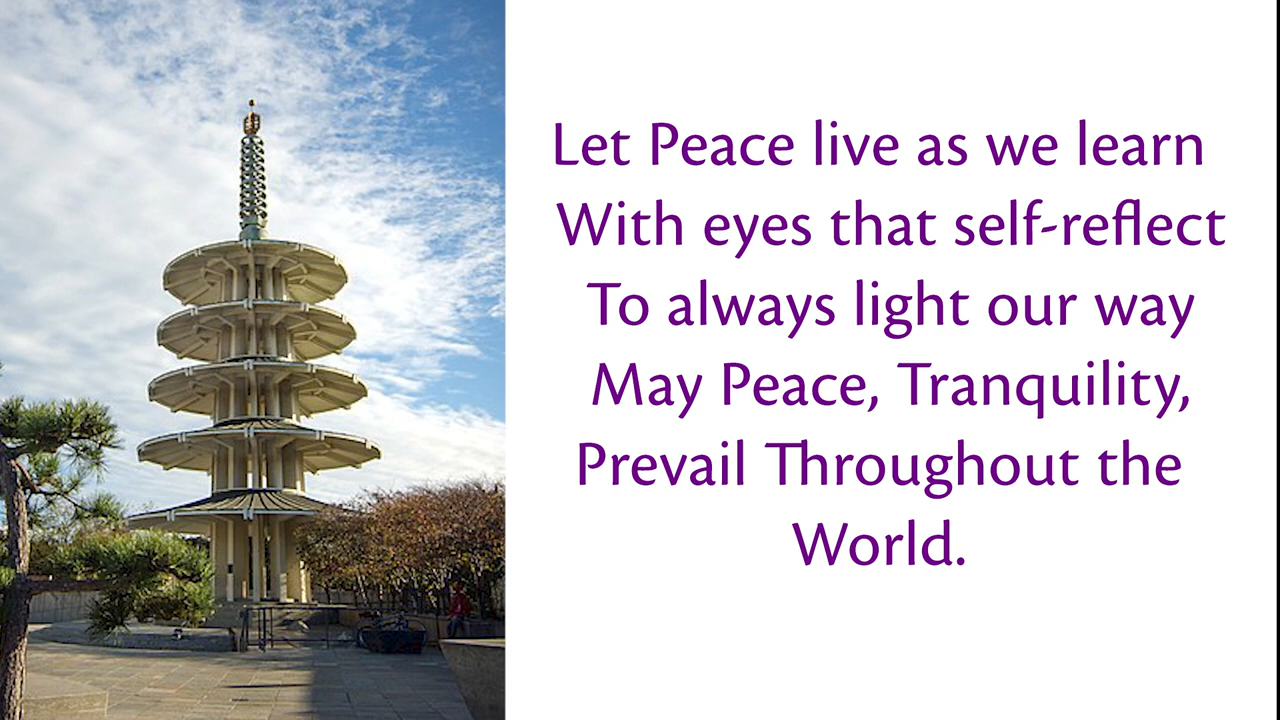 Let Peace live as we learn
With eyes that self-reflect
To always light our way
May Peace, Tranquility,
Prevail Throughout the
World.